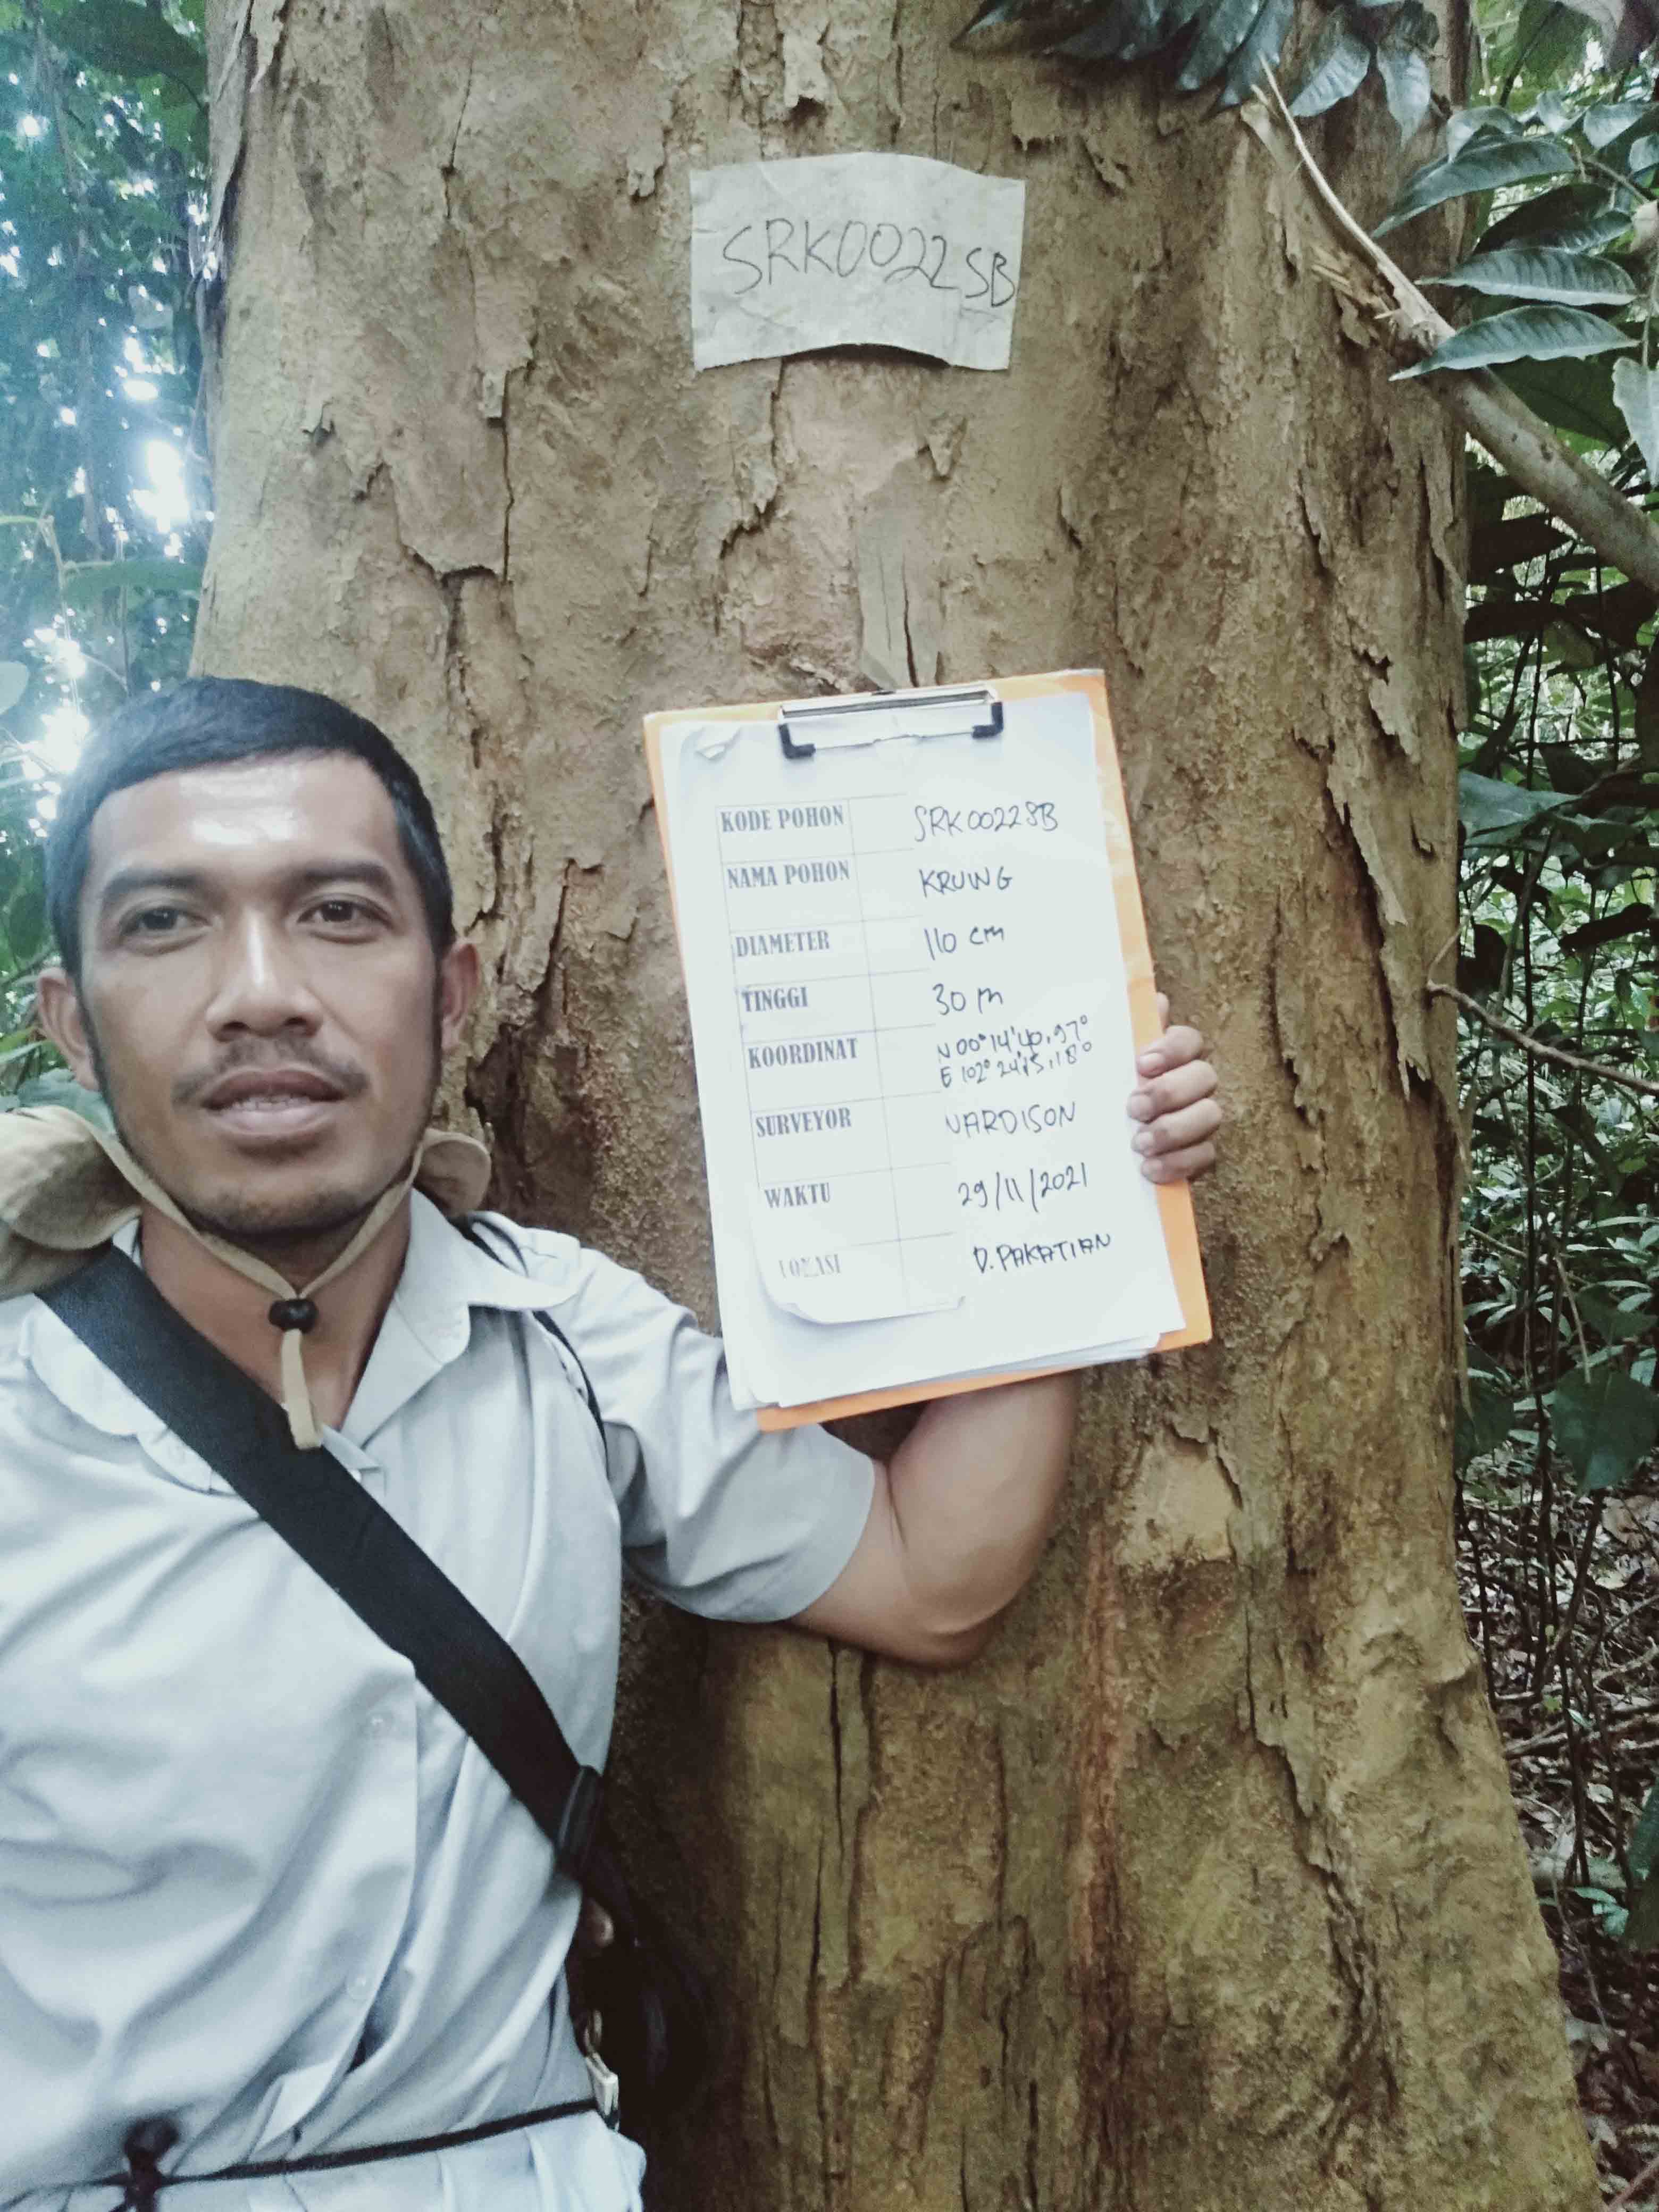 SRK0022SB
KODE POHON SRK0022SB
NAMA POHON KRUING
DIAMETER 110 cm
TINGGI 30 m
KOORDINAT N 00° 14' 40,97°
E 102° 24' 15,18°
SURVEYOR NARDISON
WAKTU 29/11/2021
LOKASI D. PAKATIAN